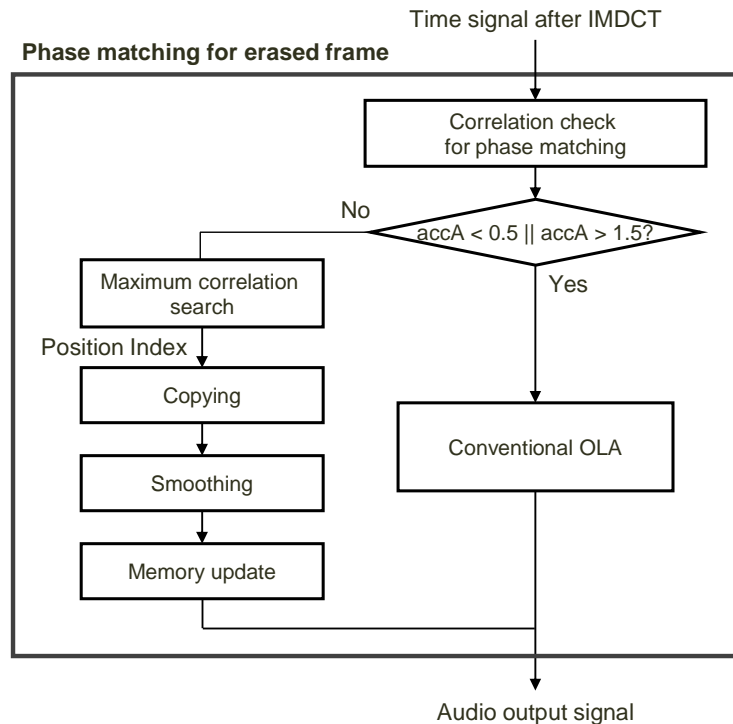 Time signal after IMDCT
Phase matching for erased frame
Correlation check
for phase matching
No
accA < 0.5 || accA > 1.5?
Maximum correlation
search
Yes
Position Index
Copying
Conventional OLA
Smoothing
Memory update
Audio output signal